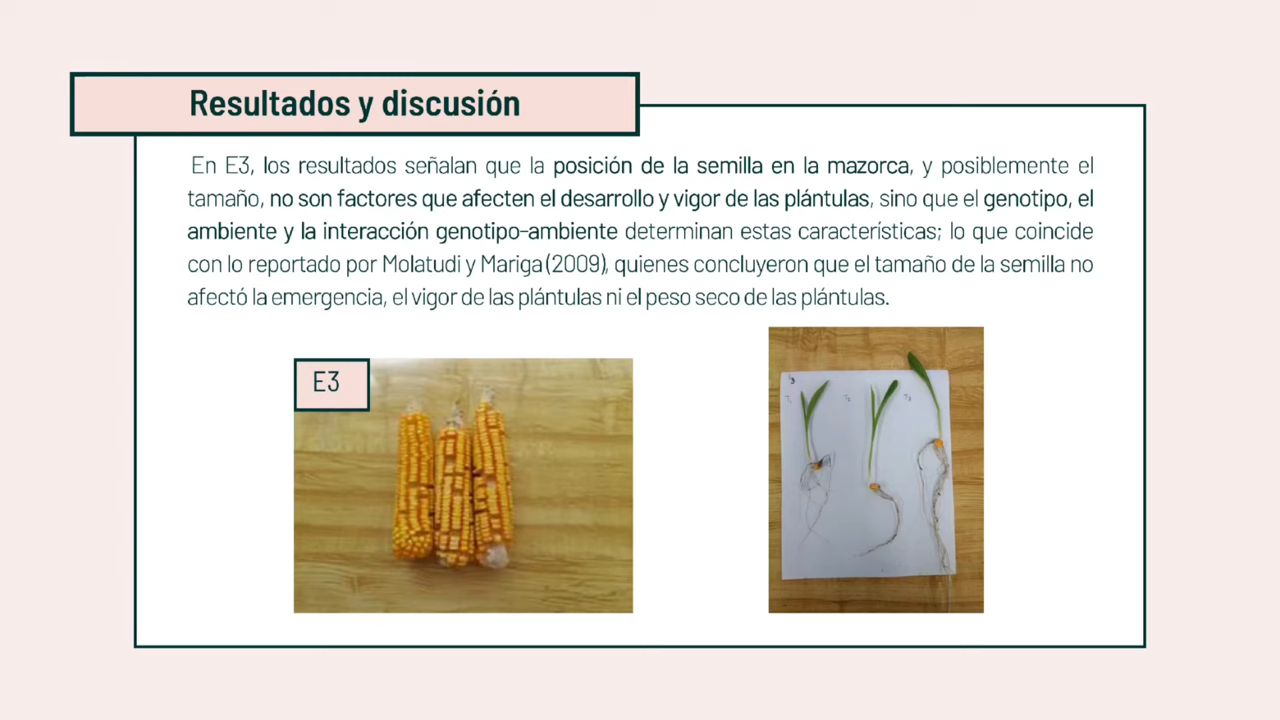 Resultados y discusión
En E3, los resultados señalan que la posición de la semilla en la mazorca, y posiblemente el
tamaño, no son factores que afecten el desarrollo y vigor de las plántulas, sino que el genotipo, el
ambiente y la interacción genotipo-ambiente determinan estas características; lo que coincide
con lo reportado por Molatudi y Mariga (2009), quienes concluyeron que el tamaño de la semilla no
afectó la emergencia, el vigor de las plántulas ni el peso seco de las plántulas.
E3
T1 T2 T3